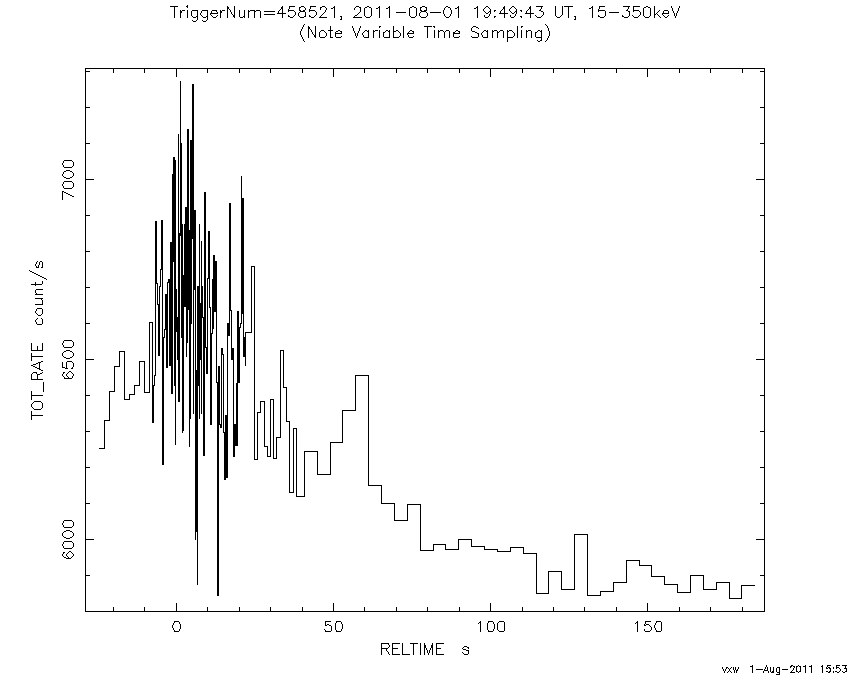 TriggerNum=458521, 2011-08-01 19:49:43 UT, 15-350keV
(Note Variable Time Sampling)
7000
6500
6000
TOT_RATE count/s
0 50 100 150
RELTIME s
vxw 1-Aug-2011 15:53